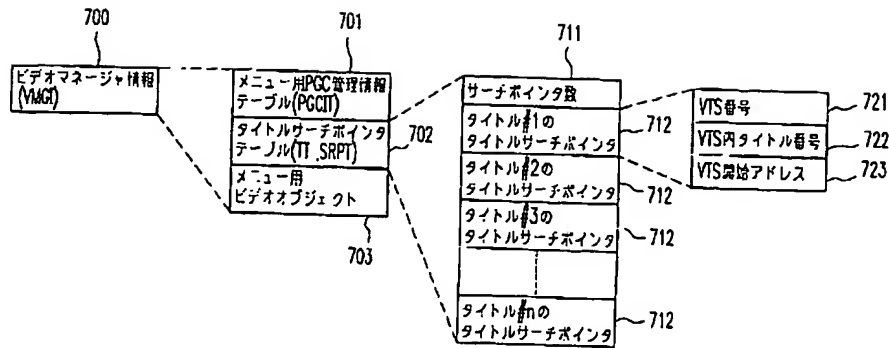 700
ビデオマネージャ情報
(VMGI)
701
メニュー用PGC管理情報
テーブル(PGCIT)
タイトルサーチポインタ
テーブル(TT_SRPT)
702
メニュー用
ビデオオブジェクト
703
711
サーチポインタ数
タイトル#1の
タイトルサーチポインタ
712
タイトル#2の
タイトルサーチポインタ
712
タイトル#3の
タイトルサーチポインタ
712
タイトル#nの
タイトルサーチポインタ
712
VTS番号
721
VTS内タイトル番号
722
VTS開始アドレス
723